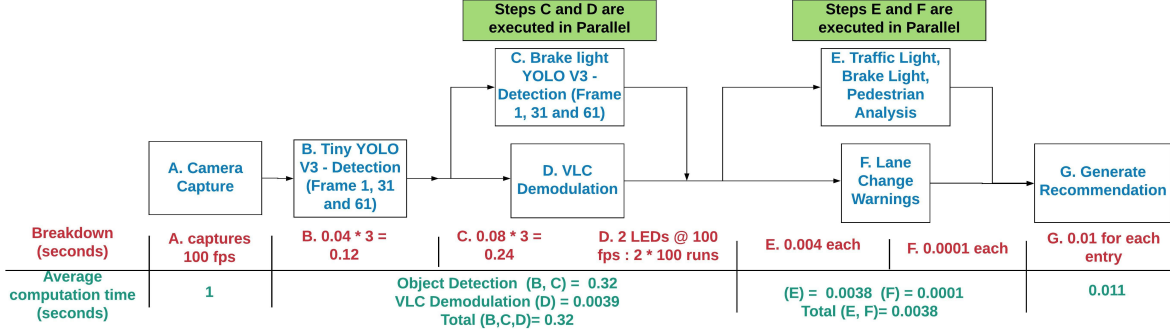 Steps C and D are
executed in Parallel
Steps E and F are
executed in Parallel
C. Brake light
YOLO V3 -
Detection (Frame
1, 31 and 61)
E. Traffic Light,
Brake Light,
Pedestrian
Analysis
A. Camera
Capture
B. Tiny YOLO
V3 - Detection
(Frame 1, 31
and 61)
D. VLC
Demodulation
F. Lane
Change
Warnings
G. Generate
Recommendation
Breakdown
(seconds)
A. captures
100 fps
B. 0.04 * 3 =
0.12
C. 0.08 * 3 =
0.24
D. 2 LEDs @ 100
fps : 2 * 100 runs
E. 0.004 each
F. 0.0001 each
G. 0.01 for each
entry
Average
computation time
(seconds)
1
Object Detection (B, C) = 0.32
VLC Demodulation (D) = 0.0039
Total (B,C,D)= 0.32
(E) = 0.0038 (F) = 0.0001
Total (E, F)= 0.0038
0.011